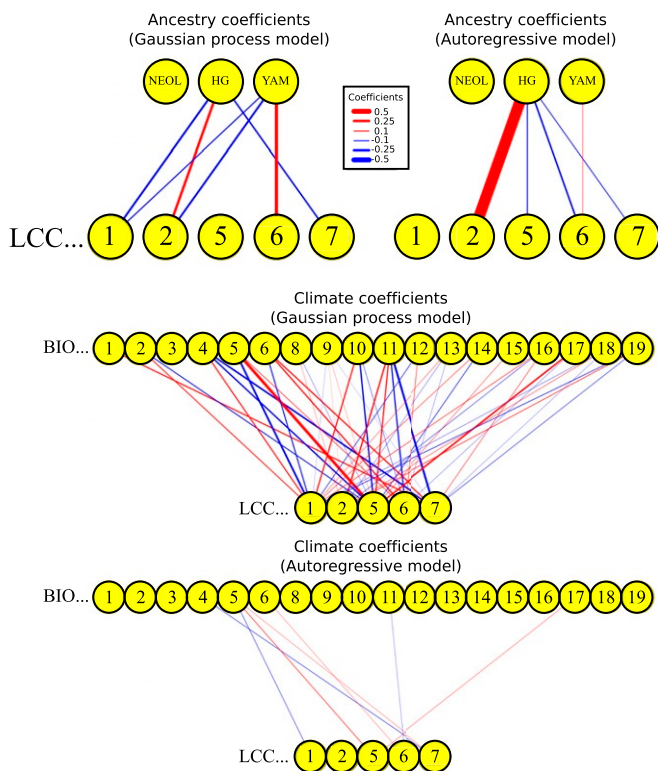 Ancestry coefficients
(Gaussian process model)
Ancestry coefficients
(Autoregressive model)
NEOL HG YAM
NEOL HG YAM
Coefficients
0.5
0.25
0.1
-0.1
-0.25
-0.5
LCC... 1 2 5 6 7
1 2 5 6 7
Climate coefficients
(Gaussian process model)
BIO... 1 2 3 4 5 6 8 9 10 11 12 13 14 15 16 17 18 19
LCC... 1 2 5 6 7
Climate coefficients
(Autoregressive model)
BIO... 1 2 3 4 5 6 8 9 10 11 12 13 14 15 16 17 18 19
LCC... 1 2 5 6 7